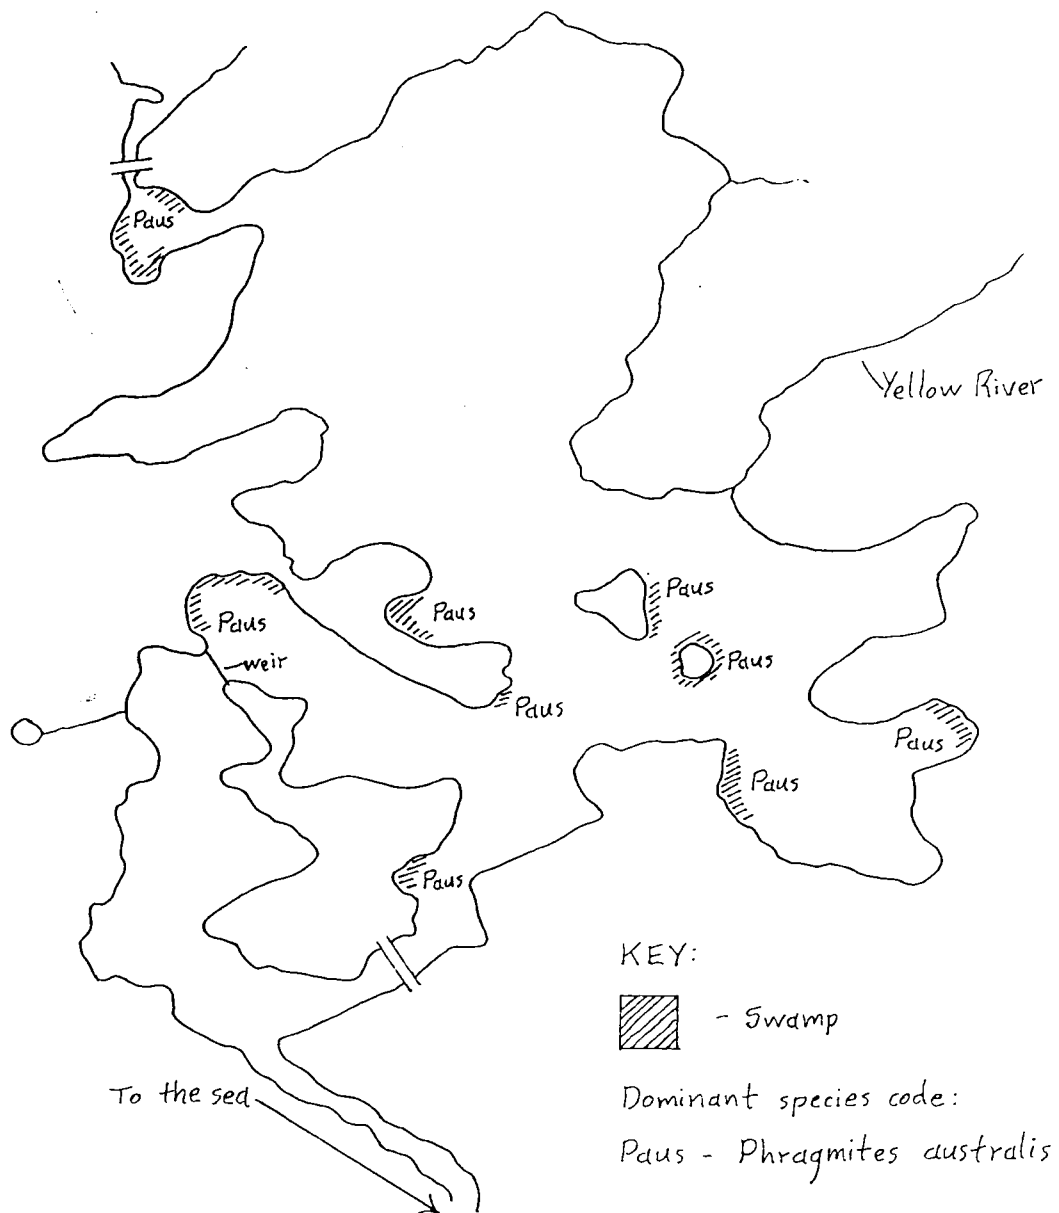 Paus
Yellow River
Paus
Paus
Paus
weir
Paus
Paus
Paus
Paus
Paus
KEY:
- Swamp
To the sea
Dominant species code:
Paus - Phragmites australis